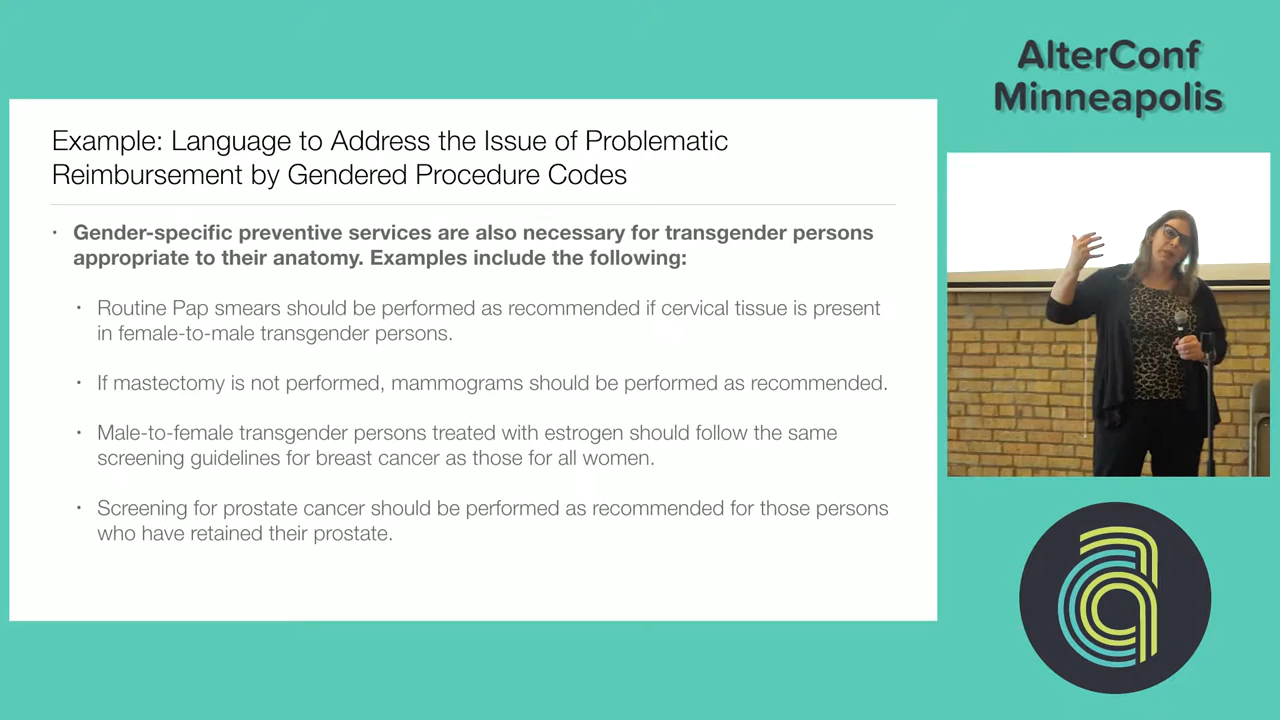 AlterConf
Minneapolis
Example: Language to Address the Issue of Problematic
Reimbursement by Gendered Procedure Codes
· Gender-specific preventive services are also necessary for transgender persons
appropriate to their anatomy. Examples include the following:
· Routine Pap smears should be performed as recommended if cervical tissue is present
in female-to-male transgender persons.
· If mastectomy is not performed, mammograms should be performed as recommended.
· Male-to-female transgender persons treated with estrogen should follow the same
screening guidelines for breast cancer as those for all women.
· Screening for prostate cancer should be performed as recommended for those persons
who have retained their prostate.